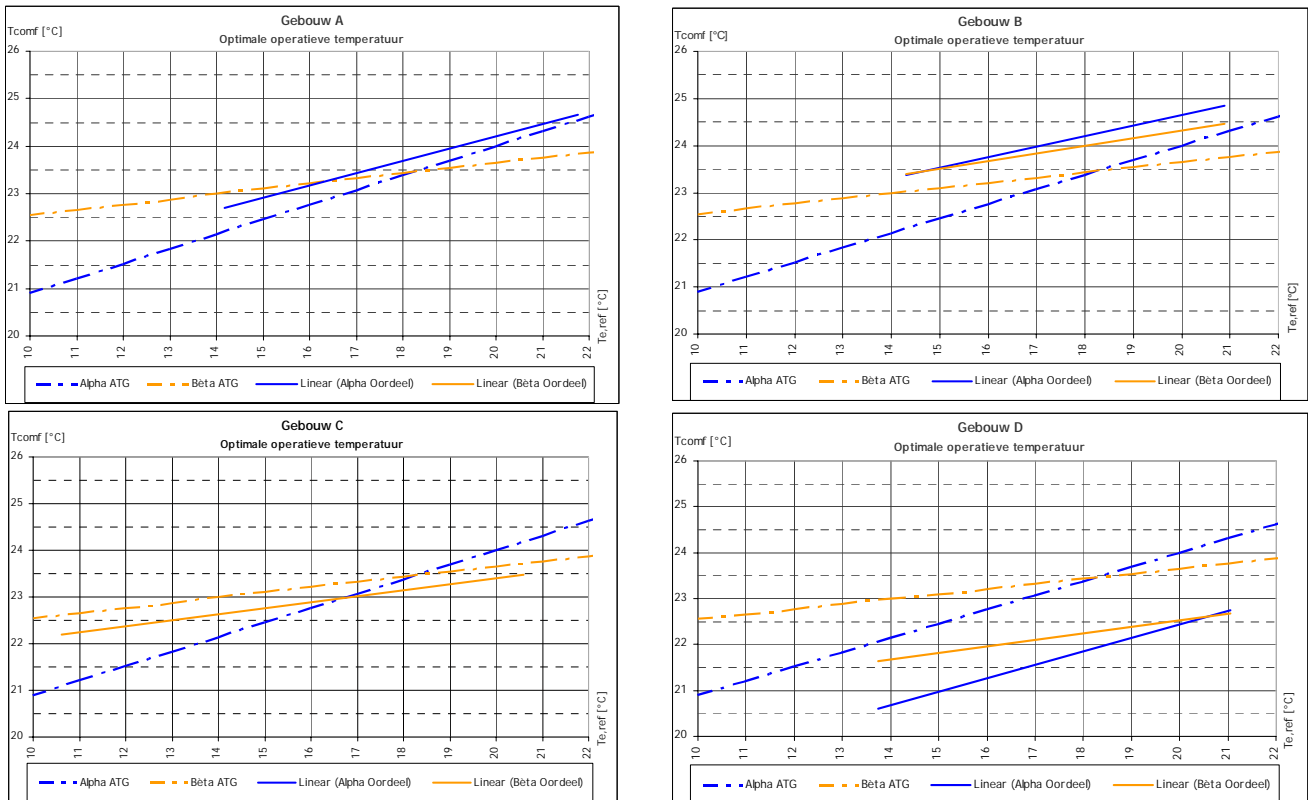 Gebouw A
Tcomf [°C]
Optimale operatieve temperatuur
26
25
24
23
22
21
20
10
11
12
13
14
15
16
17
18
19
20
21
22
Te,ref [°C]
Alpha ATG
Bèta ATG
Linear (Alpha Oordeel)
Linear (Bèta Oordeel)
Gebouw B
Tcomf [°C]
Optimale operatieve temperatuur
26
25
24
23
22
21
20
10
11
12
13
14
15
16
17
18
19
20
21
22
Te,ref [°C]
Alpha ATG
Bèta ATG
Linear (Alpha Oordeel)
Linear (Bèta Oordeel)
Gebouw C
Tcomf [°C]
Optimale operatieve temperatuur
26
25
24
23
22
21
20
10
11
12
13
14
15
16
17
18
19
20
21
22
Te,ref [°C]
Alpha ATG
Bèta ATG
Linear (Alpha Oordeel)
Linear (Bèta Oordeel)
Gebouw D
Tcomf [°C]
Optimale operatieve temperatuur
26
25
24
23
22
21
20
10
11
12
13
14
15
16
17
18
19
20
21
22
Te,ref [°C]
Alpha ATG
Bèta ATG
Linear (Alpha Oordeel)
Linear (Bèta Oordeel)